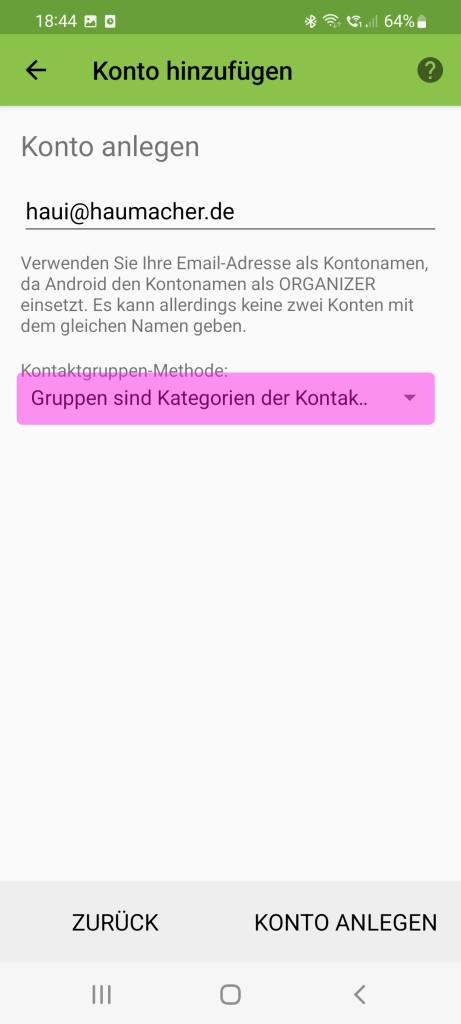 18:44 64%
Konto hinzufügen ?
Konto anlegen
haui@haumacher.de
Verwenden Sie Ihre Email-Adresse als Kontonamen,
da Android den Kontonamen als ORGANIZER
einsetzt. Es kann allerdings keine zwei Konten mit
dem gleichen Namen geben.
Kontaktgruppen-Methode:
Gruppen sind Kategorien der Kontak..
ZURÜCK KONTO ANLEGEN